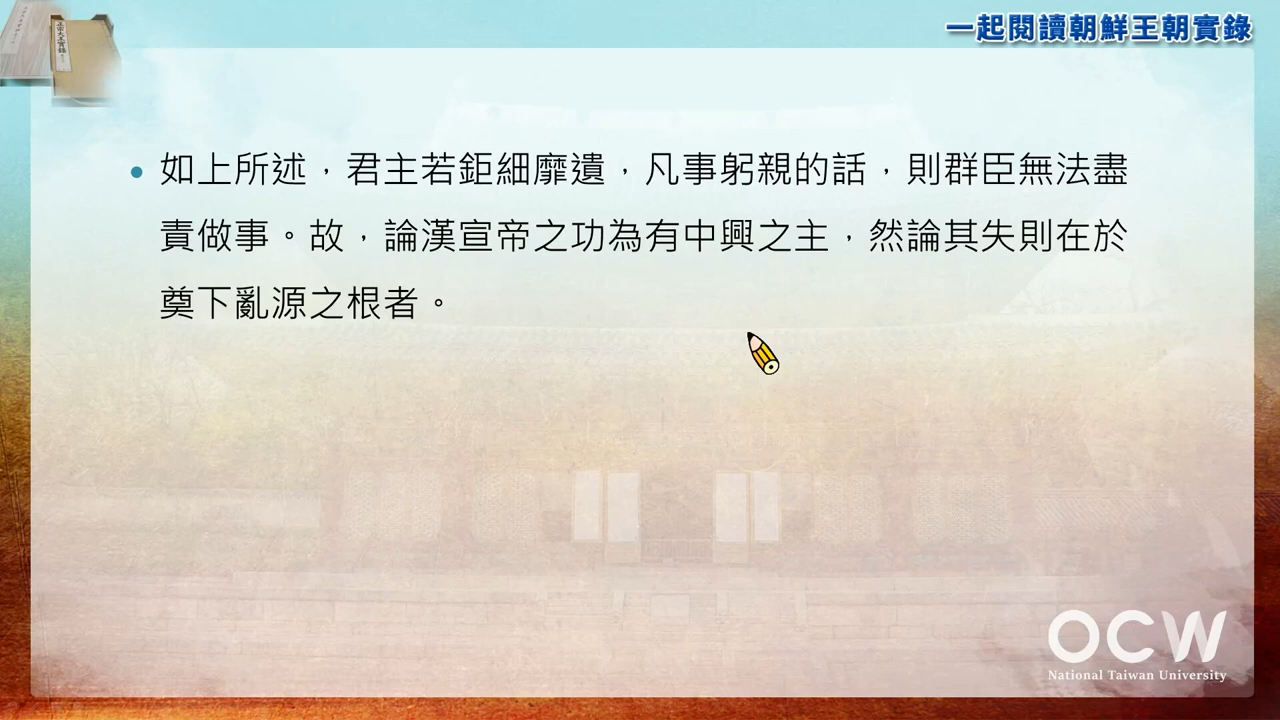 一起閱讀朝鮮王朝實錄
如上所述，君主若鉅細靡遺，凡事躬親的話，則群臣無法盡
責做事。故，論漢宣帝之功為有中興之主，然論其失則在於
奠下亂源之根者。
OCW
National Taiwan University